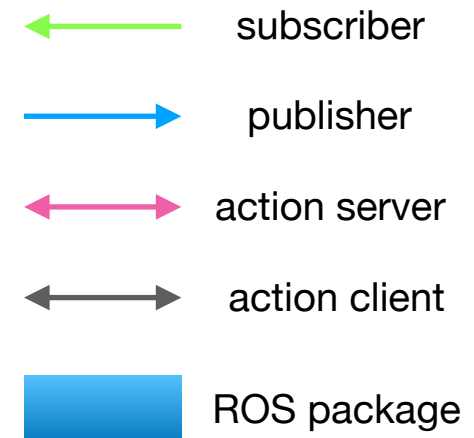 subscriber
publisher
action server
action client
ROS package